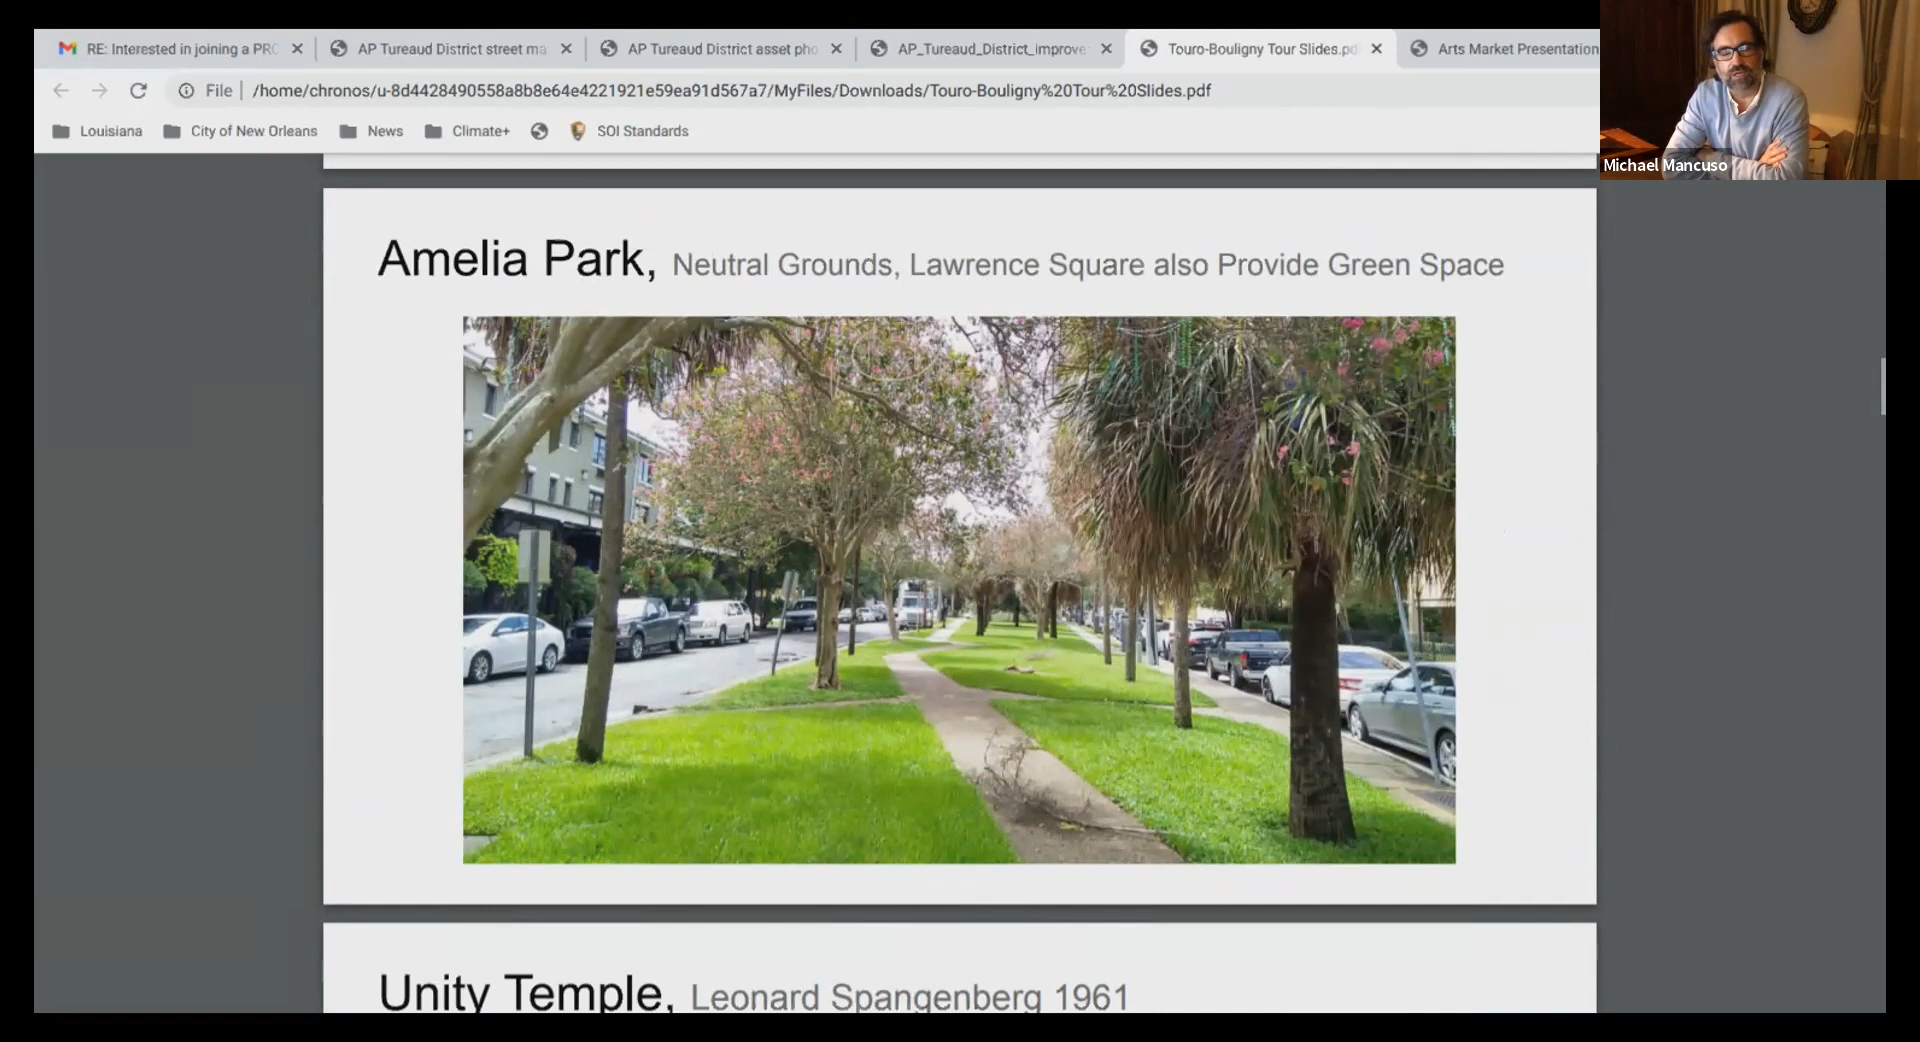 RE: Interested in joining a PRC
AP Tureaud District street ma
AP Tureaud District asset pho
AP_Tureaud_District_improve
Touro-Bouligny Tour Slides.pd
Arts Market Presentation
File | /home/chronos/u-8d4428490558a8b8e64e4221921e59ea91d567a7/MyFiles/Downloads/Touro-Bouligny%20Tour%20Slides.pdf
Louisiana
City of New Orleans
News
Climate+
SOI Standards
Michael Mancuso
Amelia Park, Neutral Grounds, Lawrence Square also Provide Green Space
Unity Temple, Leonard Spangenberg 1961